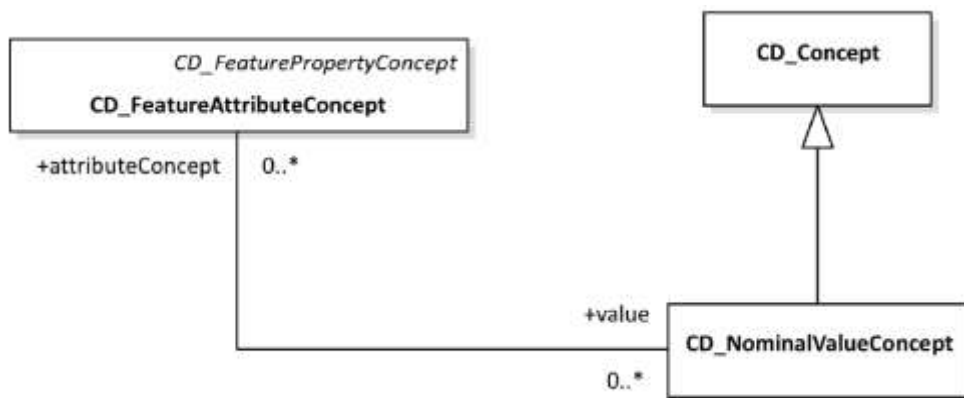 CD_Concept
CD_FeaturePropertyConcept
CD_FeatureAttributeConcept
+attributeConcept 0..*
+value
CD_NominalValueConcept
0..*